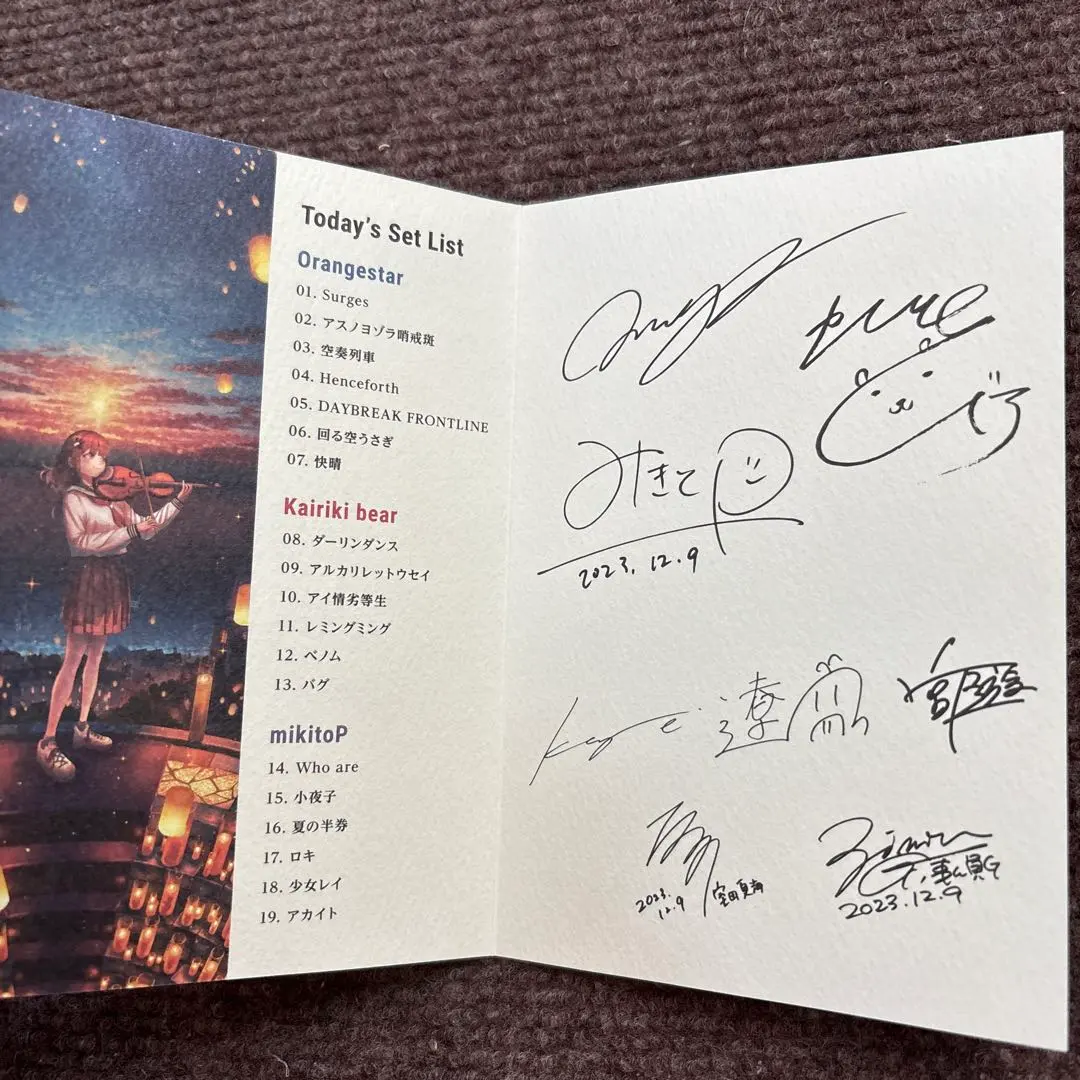 Today's Set List
Orangestar
01. Surges
02. アスノヨゾラ哨戒班
03. 空奏列車
04. Henceforth
05. DAYBREAK FRONTLINE
06. 回る空うさぎ
07. 快晴
Kairiki bear
08. ダーリンダンス
09. アルカリレットウセイ
10. アイ情劣等生
11. レミングミング
12. ベノム
13. バグ
mikitoP
14. Who are
15. 小夜子
16. 夏の半券
17. ロキ
18. 少女レイ
19. アカイト
みきとP
2023. 12. 9
2023.
12.9
2023.12.9